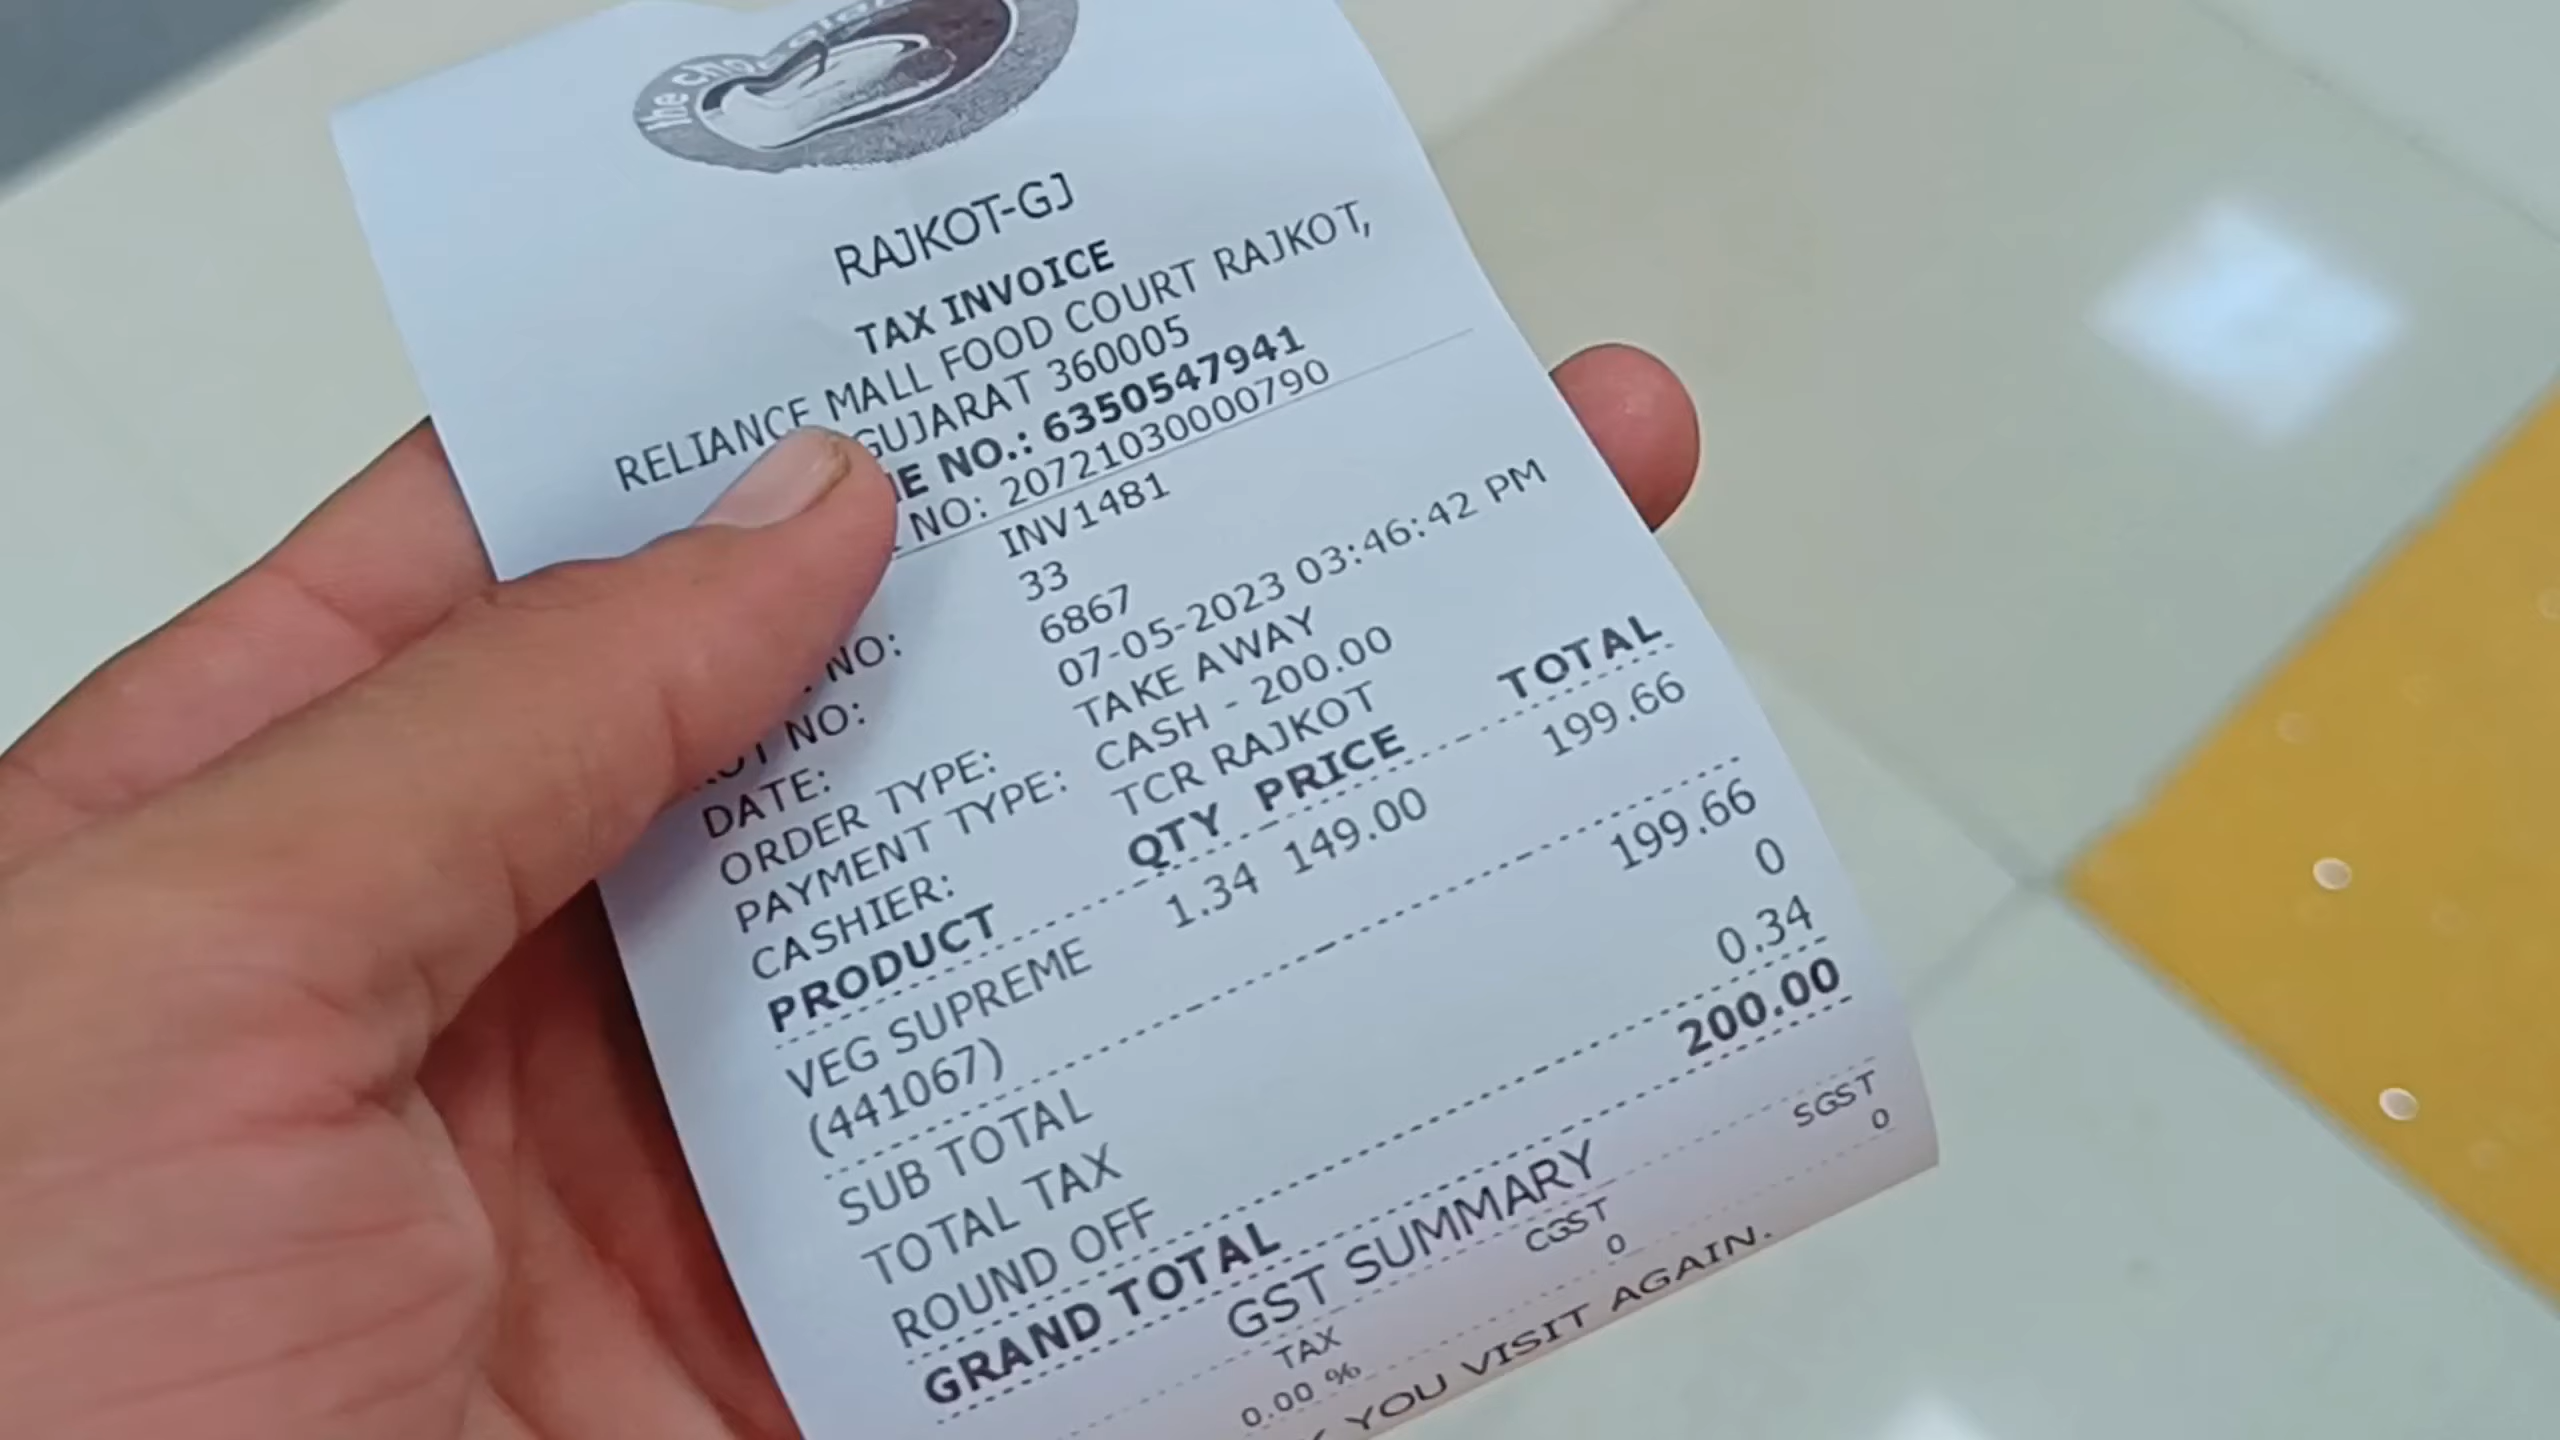 the
RAJKOT-GJ
TAX INVOICE
RELIANCE MALL FOOD COURT RAJKOT,
GUJARAT 360005
NO.: 6350547941
NO: 20721030000790
INV1481
33
NO: 6867
NO:
DATE: 07-05-2023 03:46:42 PM
ORDER TYPE: TAKE AWAY
PAYMENT TYPE: CASH - 200.00
CASHIER: TCR RAJKOT
PRODUCT QTY PRICE TOTAL
VEG SUPREME 1.34 149.00 199.66
(441067)
SUB TOTAL 199.66
TOTAL TAX 0
ROUND OFF 0.34
GRAND TOTAL 200.00
GST SUMMARY
TAX CGST SGST
0.00 % 0 0
YOU VISIT AGAIN.